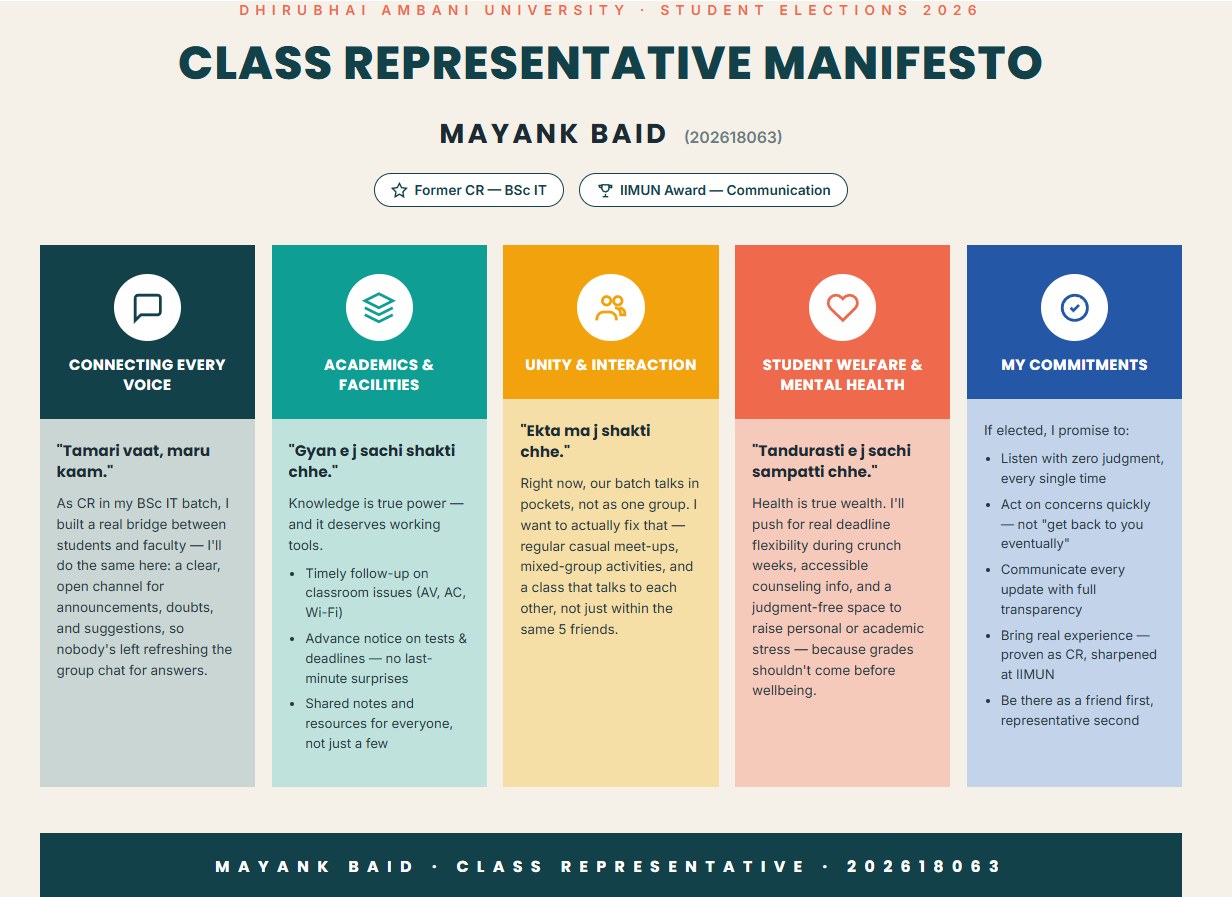 DHIRUBHAI AMBANI UNIVERSITY · STUDENT ELECTIONS 2026
CLASS REPRESENTATIVE MANIFESTO
MAYANK BAID (202618063)
Former CR — BSc IT
IIMUN Award — Communication
CONNECTING EVERY
VOICE
"Tamari vaat, maru
kaam."
As CR in my BSc IT batch, I
built a real bridge between
students and faculty — I'll
do the same here: a clear,
open channel for
announcements, doubts,
and suggestions, so
nobody's left refreshing the
group chat for answers.
ACADEMICS &
FACILITIES
"Gyan e j sachi shakti
chhe."
Knowledge is true power —
and it deserves working
tools.
• Timely follow-up on
classroom issues (AV, AC,
Wi-Fi)
• Advance notice on tests &
deadlines — no last-
minute surprises
• Shared notes and
resources for everyone,
not just a few
UNITY & INTERACTION
"Ekta ma j shakti
chhe."
Right now, our batch talks in
pockets, not as one group. I
want to actually fix that —
regular casual meet-ups,
mixed-group activities, and
a class that talks to each
other, not just within the
same 5 friends.
STUDENT WELFARE &
MENTAL HEALTH
"Tandurasti e j sachi
sampatti chhe."
Health is true wealth. I'll
push for real deadline
flexibility during crunch
weeks, accessible
counseling info, and a
judgment-free space to
raise personal or academic
stress — because grades
shouldn't come before
wellbeing.
MY COMMITMENTS
If elected, I promise to:
• Listen with zero judgment,
every single time
• Act on concerns quickly
— not "get back to you
eventually"
• Communicate every
update with full
transparency
• Bring real experience —
proven as CR, sharpened
at IIMUN
• Be there as a friend first,
representative second
MAYANK BAID · CLASS REPRESENTATIVE · 202618063